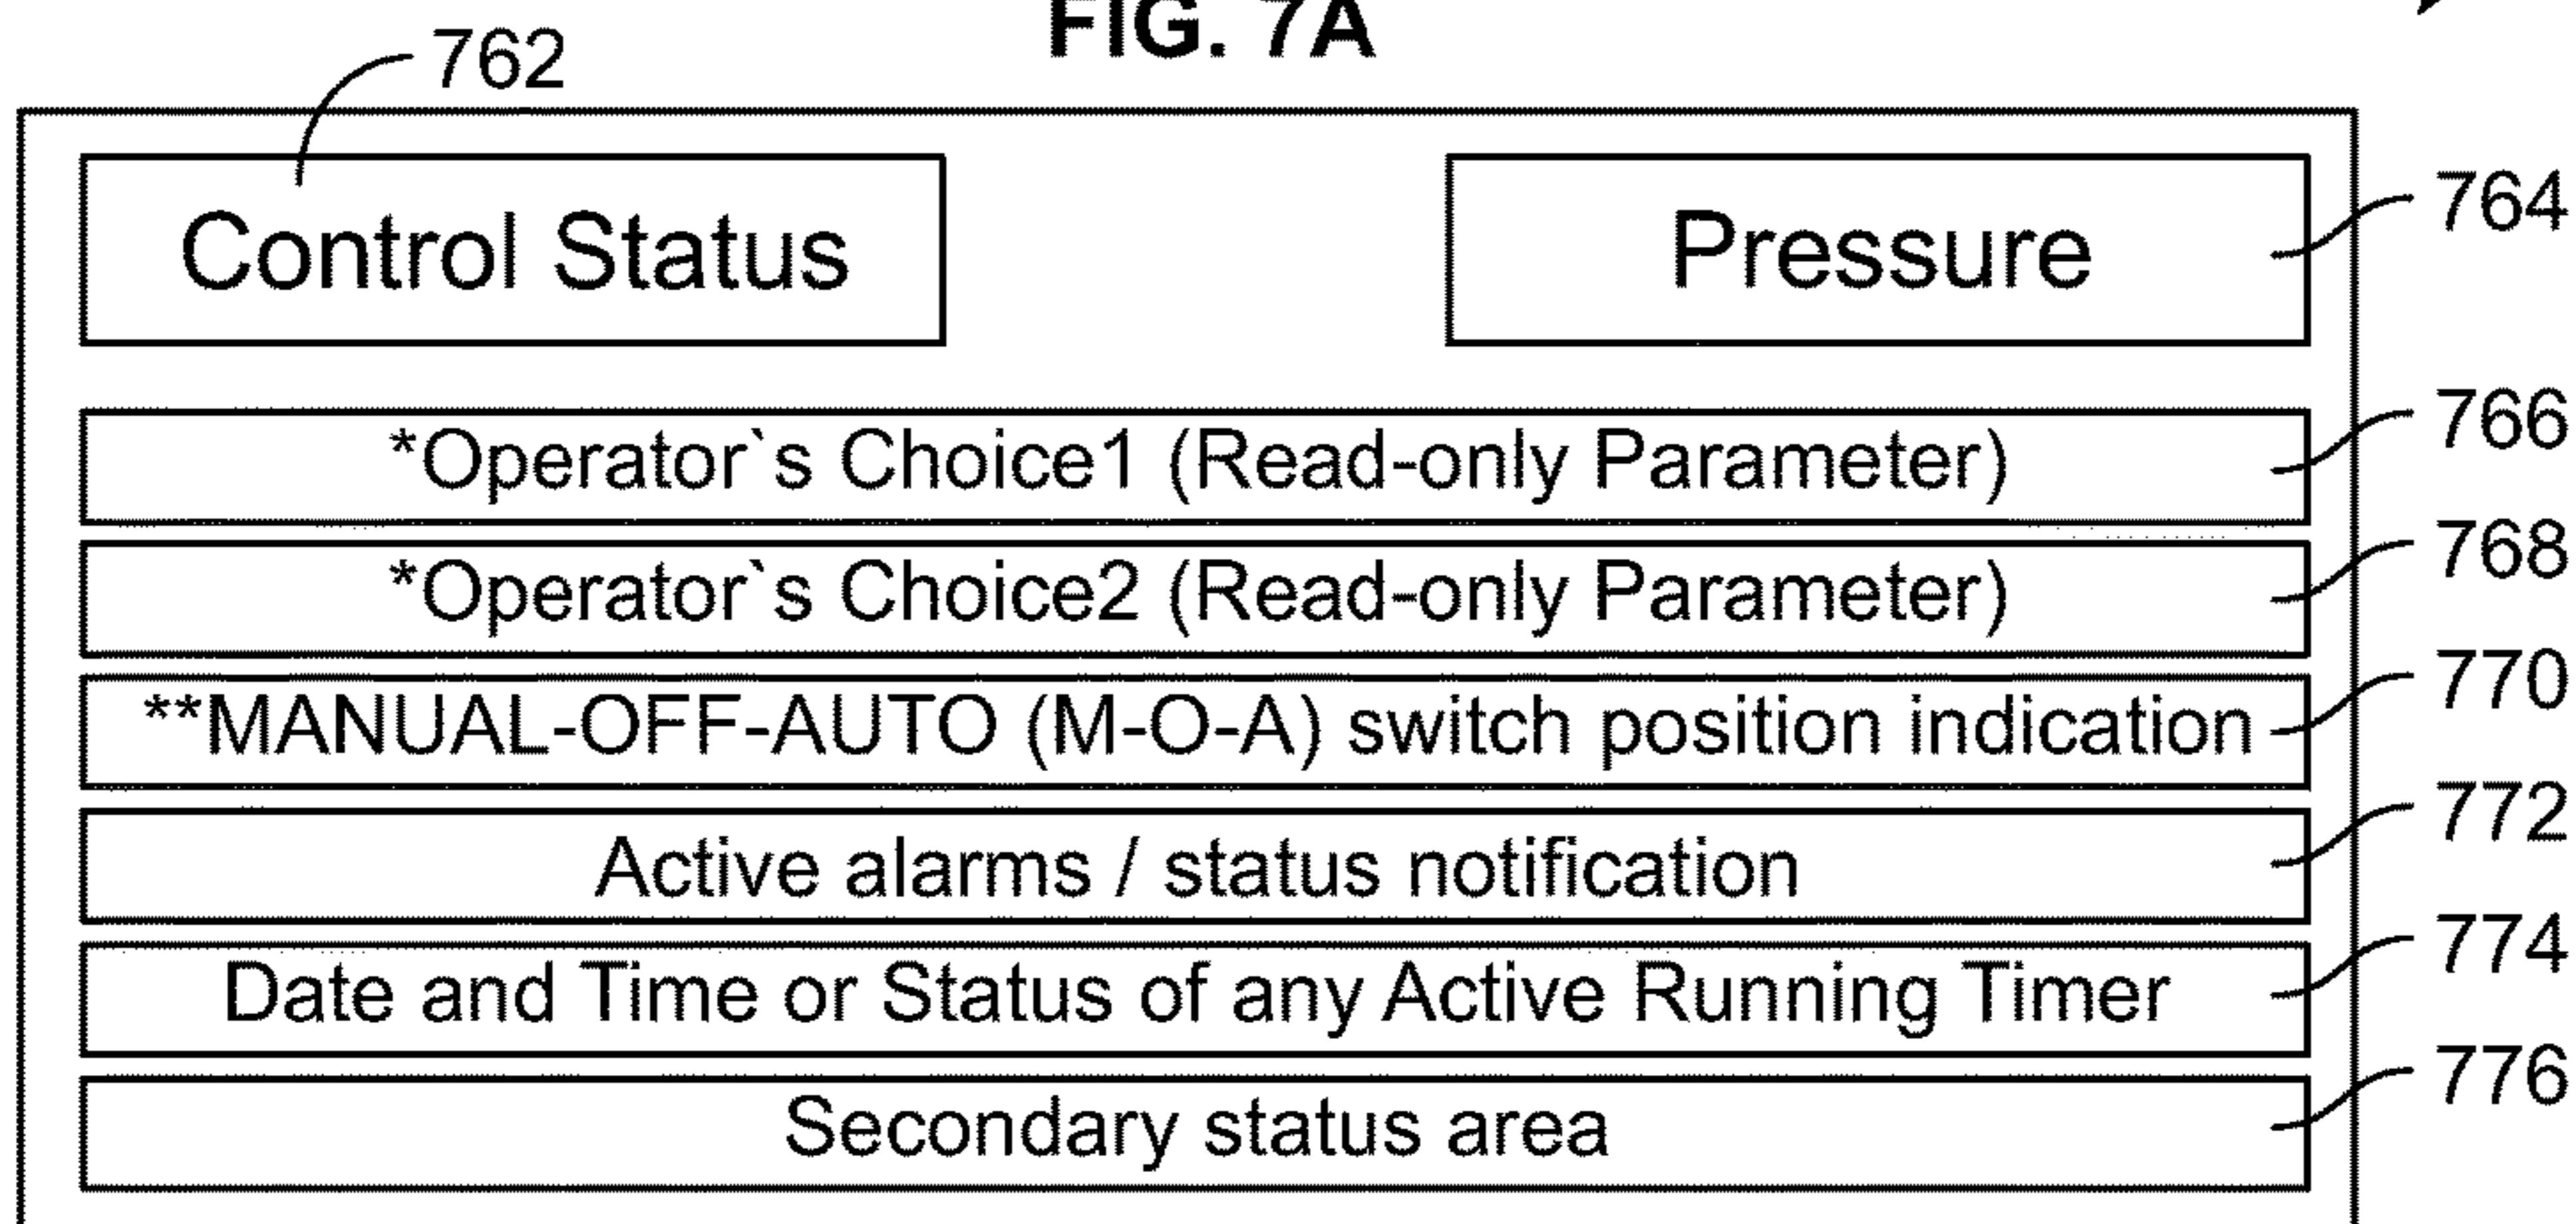 FIG. 7A
762
Control Status
Pressure
764
*Operator`s Choice1 (Read-only Parameter)
766
*Operator`s Choice2 (Read-only Parameter)
768
**MANUAL-OFF-AUTO (M-O-A) switch position indication
770
Active alarms / status notification
772
Date and Time or Status of any Active Running Timer
774
Secondary status area
776